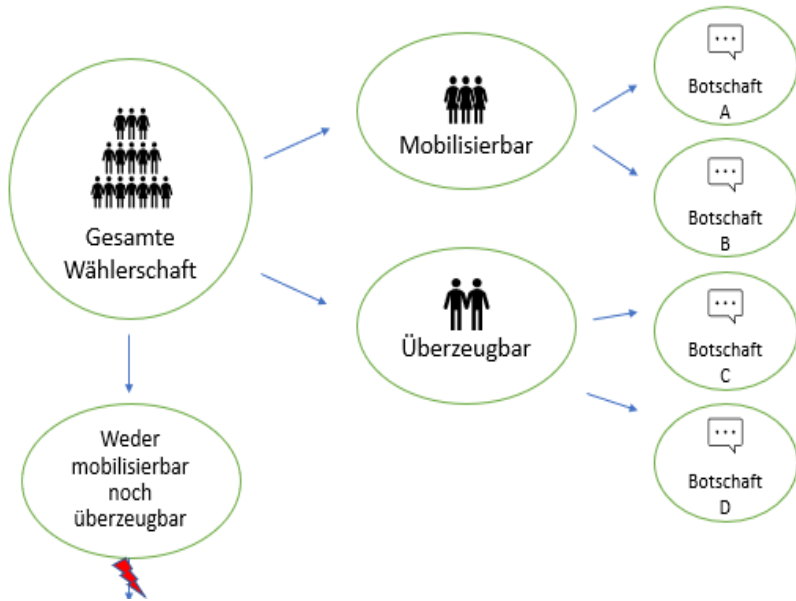 Gesamte
Wählerschaft
Mobilisierbar
Überzeugbar
Weder
mobilisierbar
noch
überzeugbar
Botschaft
A
Botschaft
B
Botschaft
C
Botschaft
D